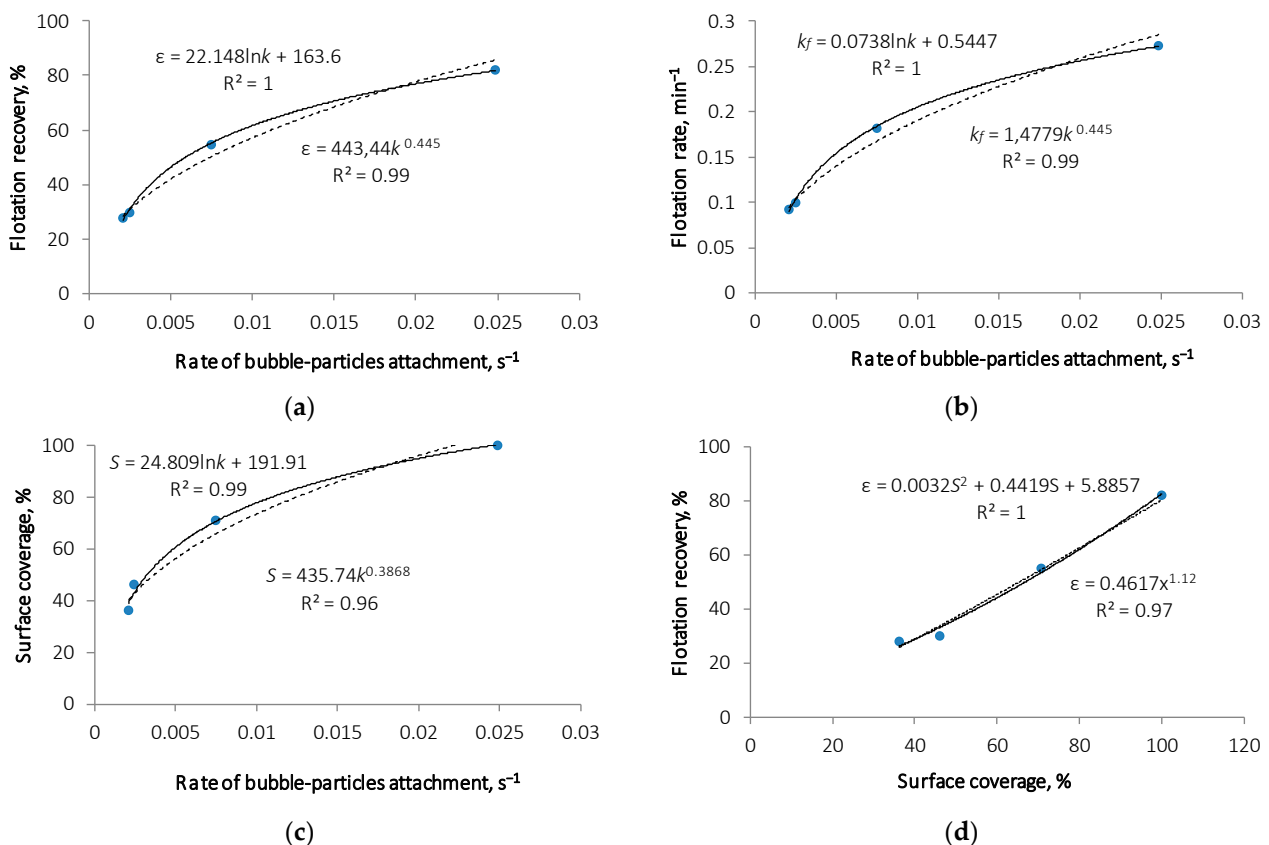 100
80
60
40
20
0
Flotation recovery, %
ε = 22.148lnk + 163.6
R² = 1
ε = 443,44k^0.445
R² = 0.99
0 0.005 0.01 0.015 0.02 0.025 0.03
Rate of bubble-particles attachment, s⁻¹
(a)
0.3
0.25
0.2
0.15
0.1
0.05
0
Flotation rate, min⁻¹
kf = 0.0738lnk + 0.5447
R² = 1
kf = 1,4779k^0.445
R² = 0.99
0 0.005 0.01 0.015 0.02 0.025 0.03
Rate of bubble-particles attachment, s⁻¹
(b)
100
80
60
40
20
0
Surface coverage, %
S = 24.809lnk + 191.91
R² = 0.99
S = 435.74k^0.3868
R² = 0.96
0 0.005 0.01 0.015 0.02 0.025 0.03
Rate of bubble-particles attachment, s⁻¹
(c)
100
80
60
40
20
0
Flotation recovery, %
ε = 0.0032S² + 0.4419S + 5.8857
R² = 1
ε = 0.4617x^1.12
R² = 0.97
0 20 40 60 80 100 120
Surface coverage, %
(d)